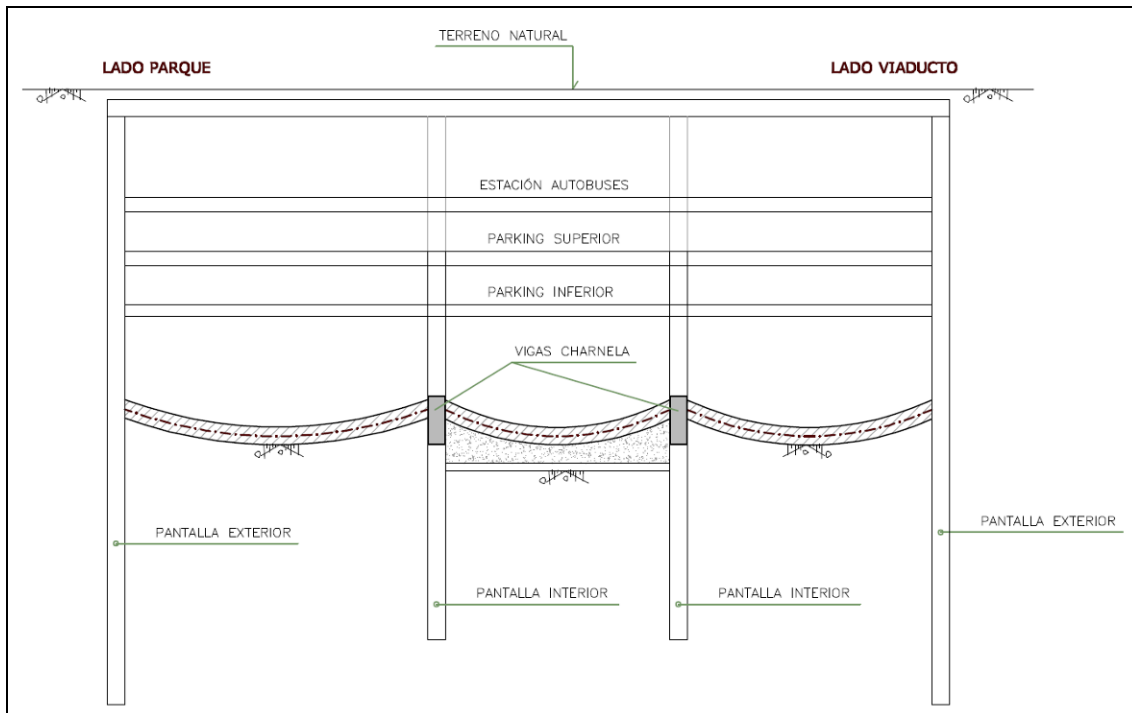 TERRENO NATURAL
LADO PARQUE
LADO VIADUCTO
ESTACIÓN AUTOBUSES
PARKING SUPERIOR
PARKING INFERIOR
VIGAS CHARNELA
PANTALLA EXTERIOR
PANTALLA EXTERIOR
PANTALLA INTERIOR
PANTALLA INTERIOR